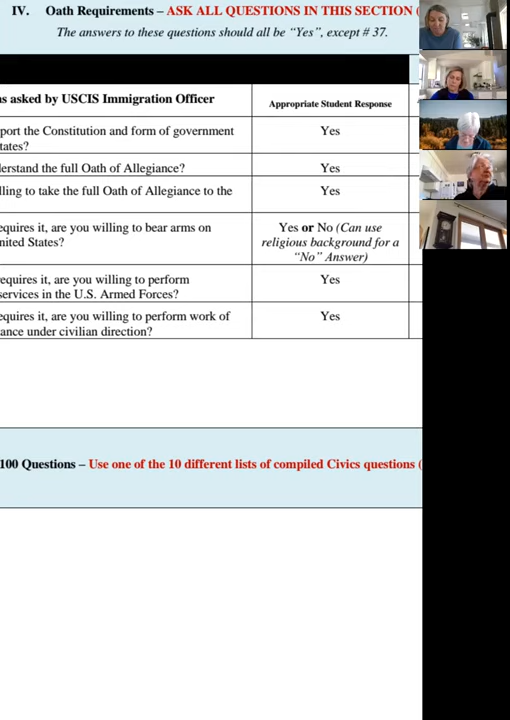 IV. Oath Requirements – ASK ALL QUESTIONS IN THIS SECTION (
The answers to these questions should all be “Yes”, except # 37.
s asked by USCIS Immigration Officer
Appropriate Student Response
port the Constitution and form of government
tates?
Yes
lerstand the full Oath of Allegiance?
Yes
lling to take the full Oath of Allegiance to the
Yes
equires it, are you willing to bear arms on
nited States?
Yes or No (Can use
religious background for a
“No” Answer)
requires it, are you willing to perform
services in the U.S. Armed Forces?
Yes
equires it, are you willing to perform work of
ance under civilian direction?
Yes
100 Questions – Use one of the 10 different lists of compiled Civics questions (